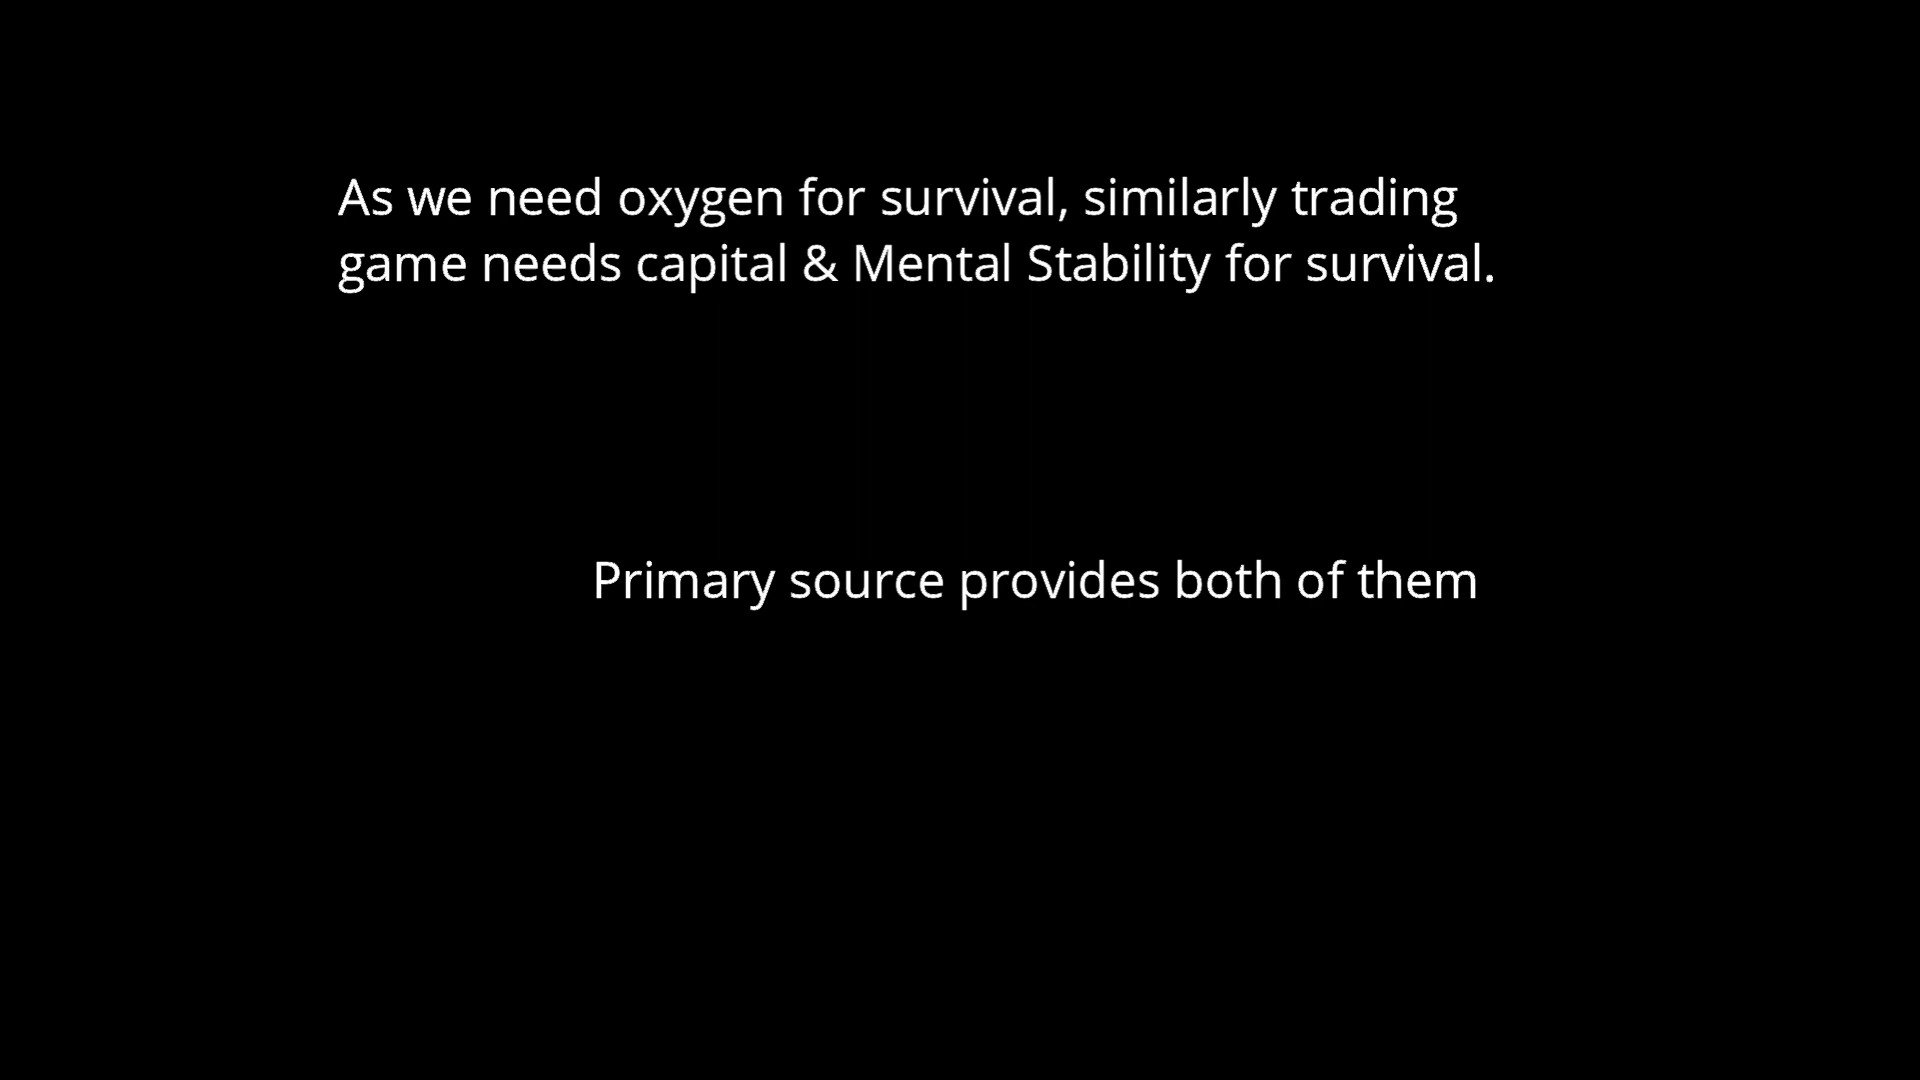 As we need oxygen for survival, similarly trading
game needs capital & Mental Stability for survival.
Primary source provides both of them